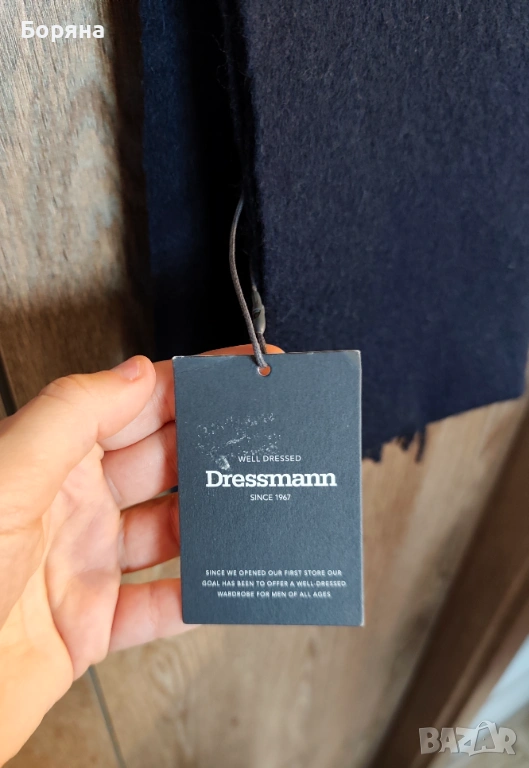 Боряна
WELL DRESSED
Dressmann
SINCE 1967
SINCE WE OPENED OUR FIRST STORE OUR
GOAL HAS BEEN TO OFFER A WELL-DRESSED
WARDROBE FOR MEN OF ALL AGES
BAZAR